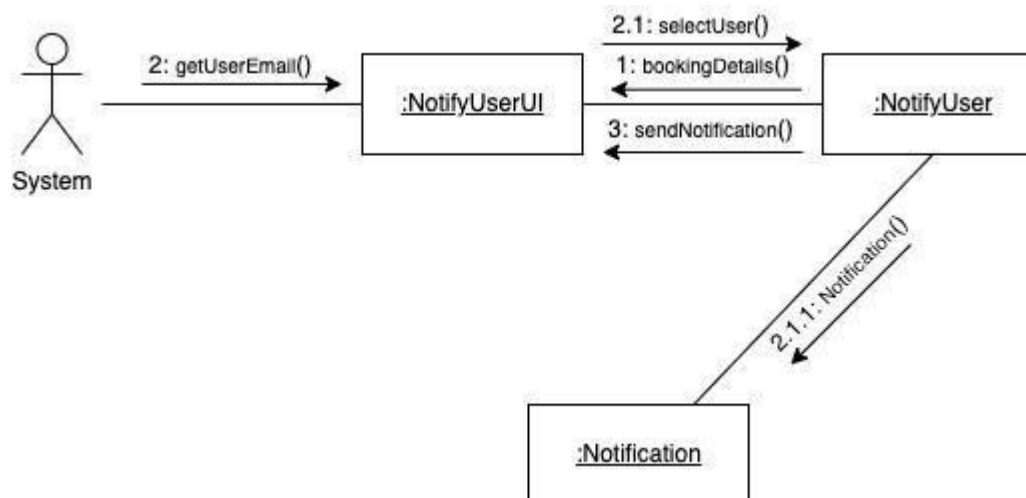 2.1: selectUser()
2: getUserEmail()
1: bookingDetails()
:NotifyUserUI
:NotifyUser
3: sendNotification()
System
2.1.1: Notification()
:Notification